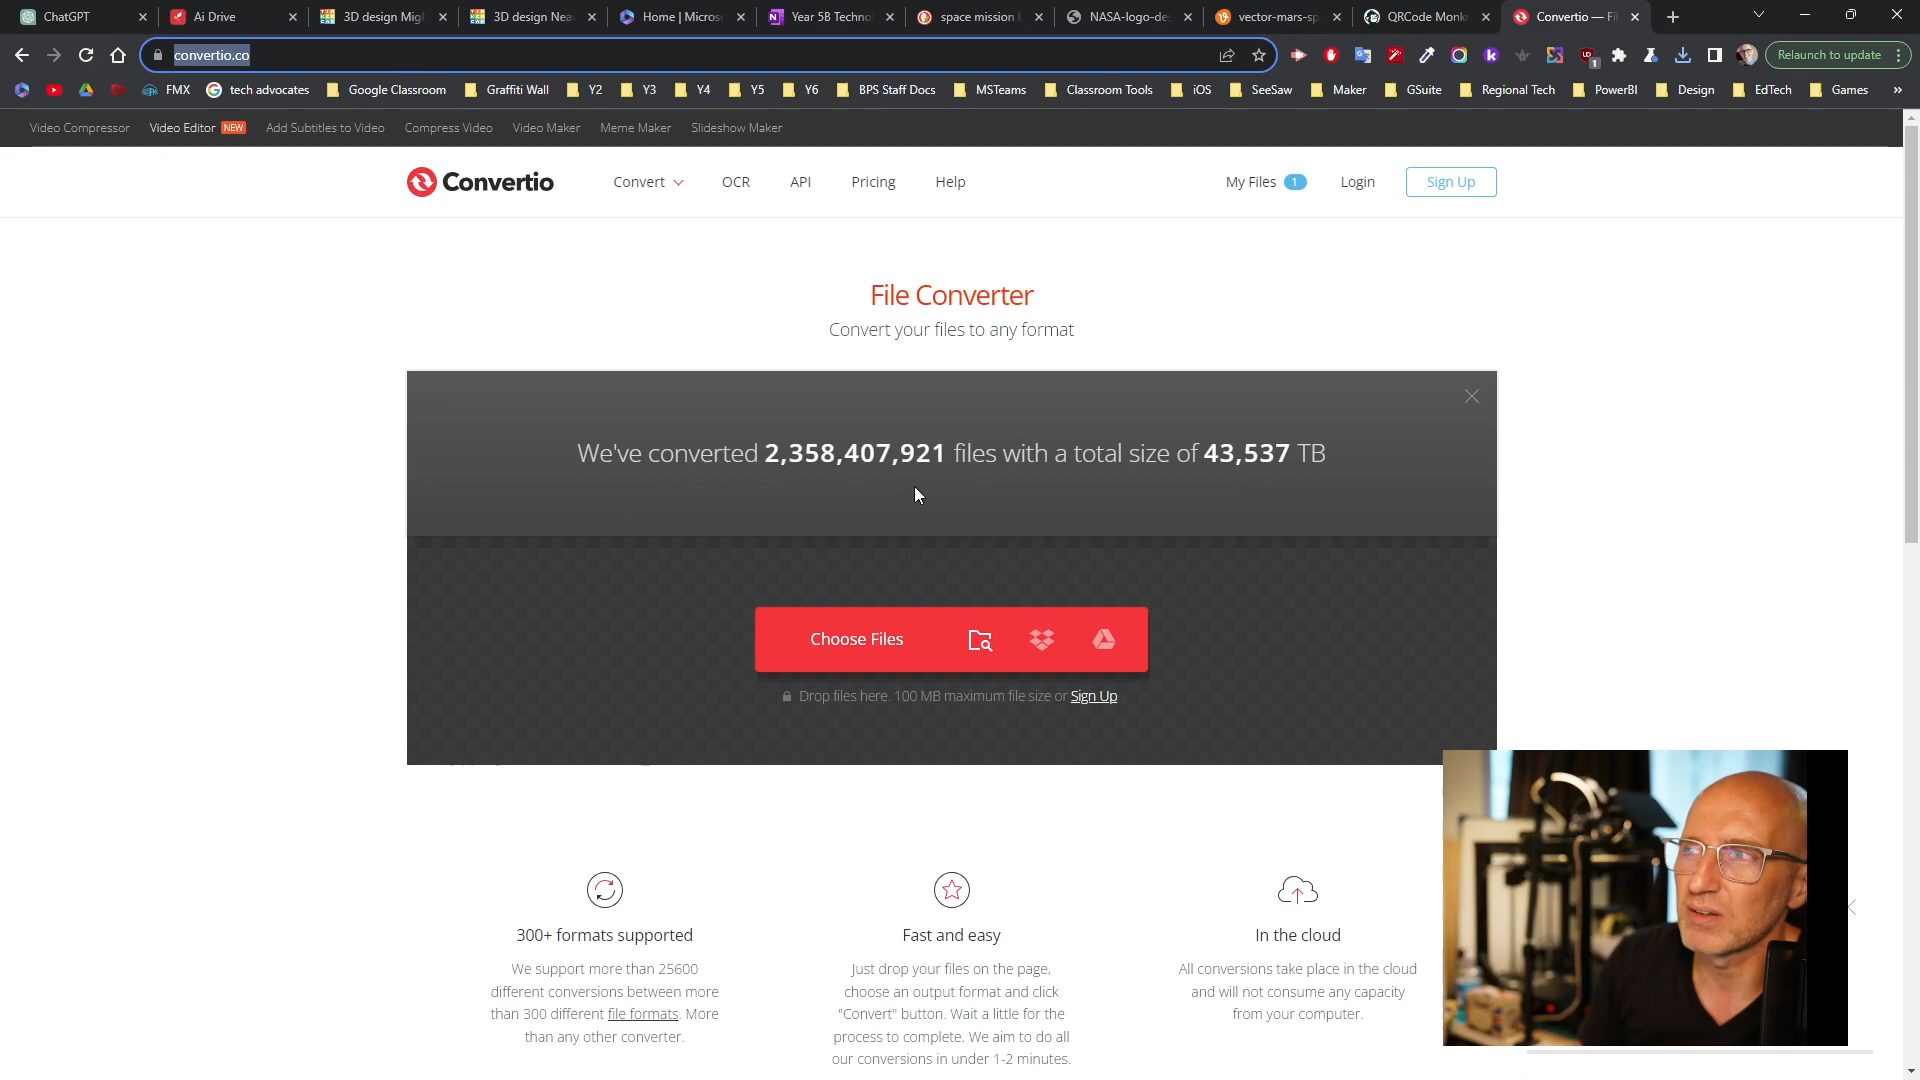 ChatGPT
Ai Drive
3D design Mig
3D design Nea
Home | Micros
Year 5B Techno
space mission
NASA-logo-de
vector-mars-sp
QRCode Monk
Convertio — Fi
convertio.co
Relaunch to update
FMX
tech advocates
Google Classroom
Graffiti Wall
Y2
Y3
Y4
Y5
Y6
BPS Staff Docs
MSTeams
Classroom Tools
iOS
SeeSaw
Maker
GSuite
Regional Tech
PowerBI
Design
EdTech
Games
»
Video Compressor
Video Editor NEW
Add Subtitles to Video
Compress Video
Video Maker
Meme Maker
Slideshow Maker
Convertio
Convert
OCR
API
Pricing
Help
My Files 1
Login
Sign Up
File Converter
Convert your files to any format
We've converted 2,358,407,921 files with a total size of 43,537 TB
Choose Files
Drop files here. 100 MB maximum file size or Sign Up
300+ formats supported
We support more than 25600
different conversions between more
than 300 different file formats. More
than any other converter.
Fast and easy
Just drop your files on the page,
choose an output format and click
"Convert" button. Wait a little for the
process to complete. We aim to do all
our conversions in under 1-2 minutes.
In the cloud
All conversions take place in the cloud
and will not consume any capacity
from your computer.